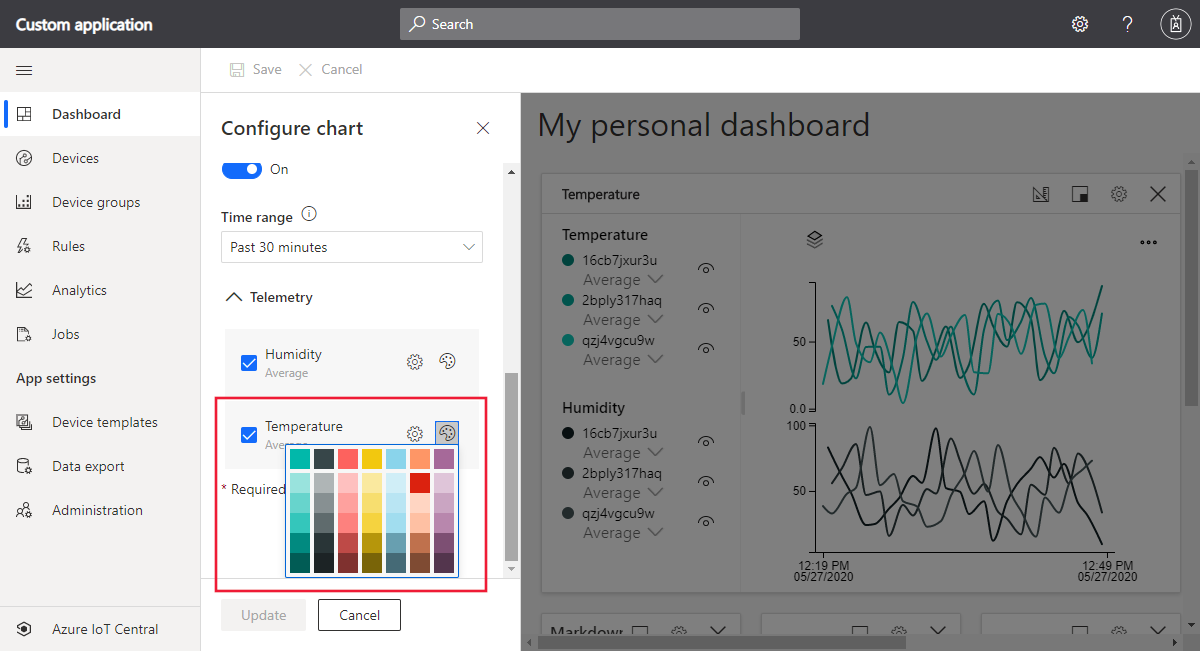 Custom application
Search
Save
Cancel
Dashboard
Devices
Device groups
Rules
Analytics
Jobs
App settings
Device templates
Data export
Administration
Azure IoT Central
Configure chart
On
Time range
Past 30 minutes
Telemetry
Humidity
Average
Temperature
* Required
Update
Cancel
My personal dashboard
Temperature
Temperature
16cb7jxur3u
Average
2bply317haq
Average
qzj4vgcu9w
Average
Humidity
16cb7jxur3u
Average
2bply317haq
Average
qzj4vgcu9w
Average
50
0.0
100
50
12:19 PM
05/27/2020
12:49 PM
05/27/2020